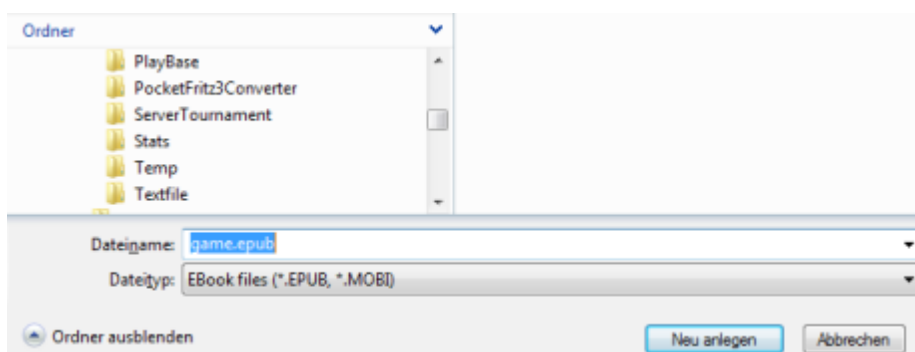 Ordner
PlayBase
PocketFritz3Converter
ServerTournament
Stats
Temp
Textfile
Dateiname: game.epub
Dateityp: EBook files (*.EPUB, *.MOBI)
Ordner ausblenden Neu anlegen Abbrechen